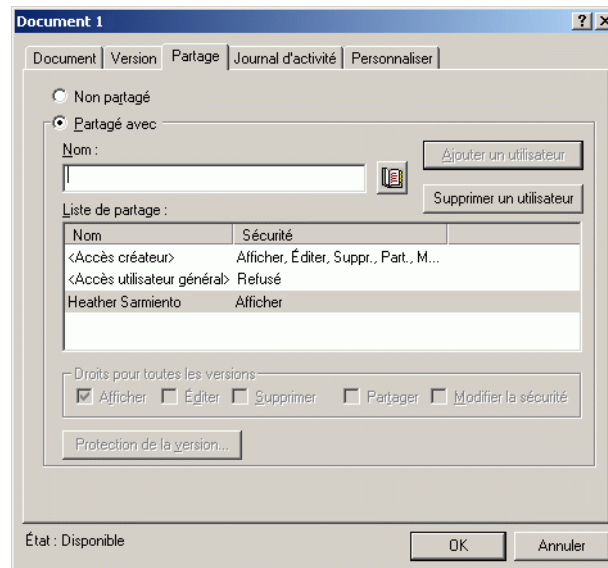 Document 1
Document Version Partage Journal d'activité Personnaliser
Non partagé
Partagé avec
Nom :
Ajouter un utilisateur
Supprimer un utilisateur
Liste de partage :
Nom Sécurité
<Accès créateur> Afficher, Éditer, Suppr., Part., M...
<Accès utilisateur général> Refusé
Heather Sarmiento Afficher
Droits pour toutes les versions
Afficher Éditer Supprimer Partager Modifier la sécurité
Protection de la version...
État : Disponible
OK Annuler